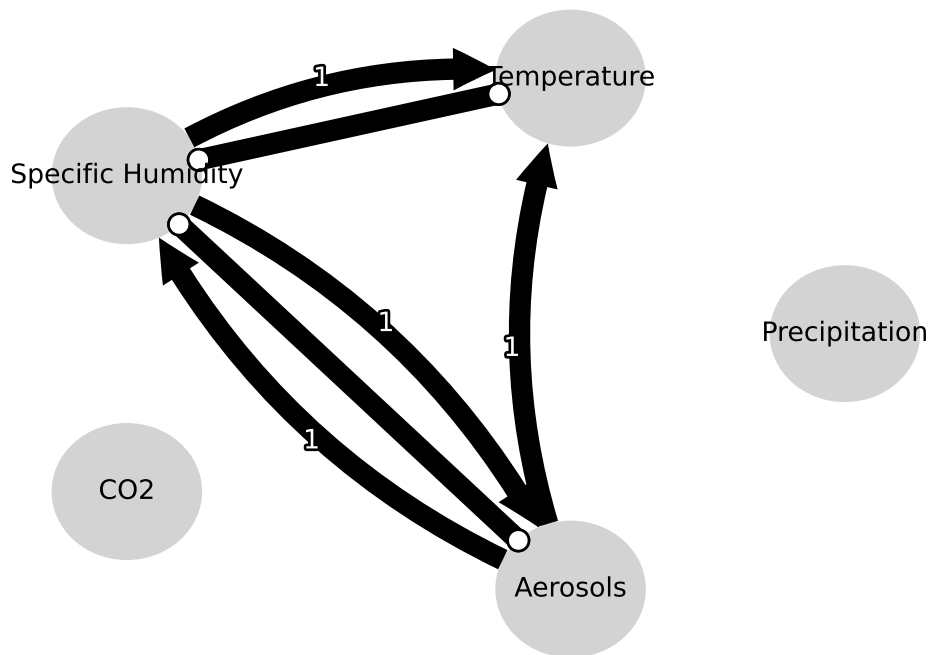 Temperature
1
Specific Humidity
1
Precipitation
1
1
CO2
Aerosols